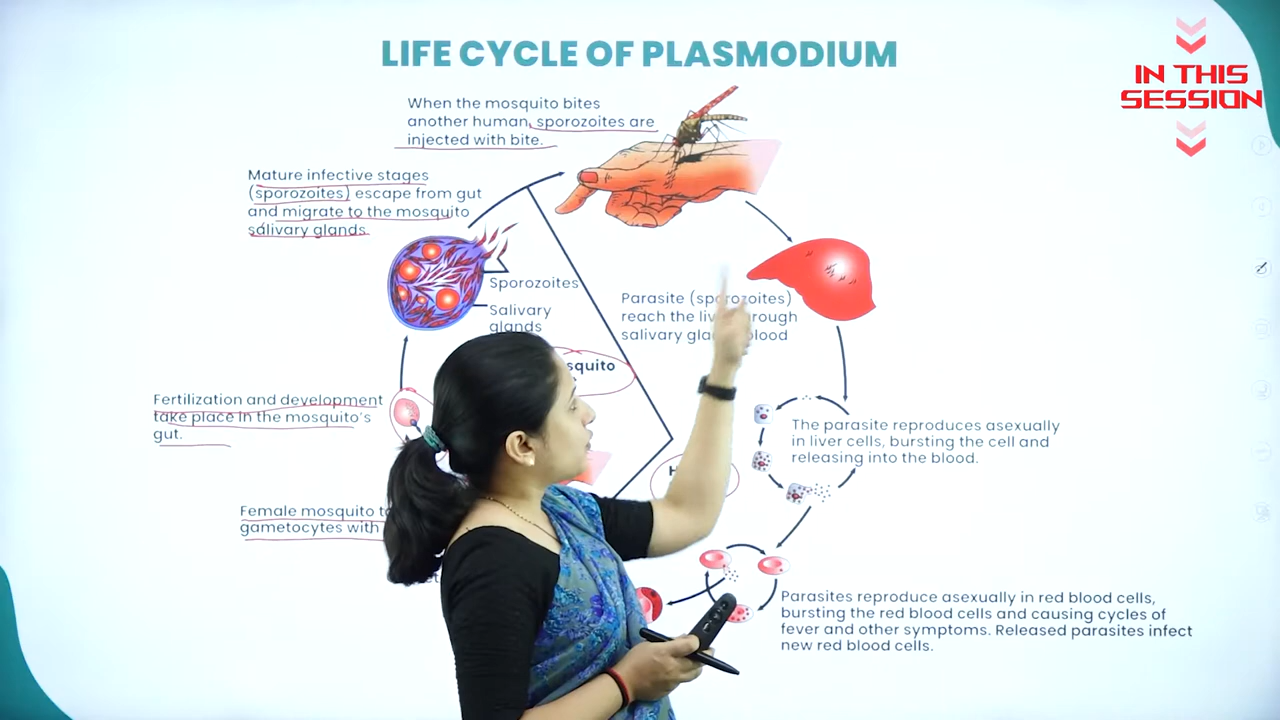 LIFE CYCLE OF PLASMODIUM
IN THIS
SESSION
When the mosquito bites
another human, sporozoites are
injected with bite.
Mature infective stages
(sporozoites) escape from gut
and migrate to the mosquito
salivary glands
Sporozoites
Salivary
glands
Parasite (sporozoites)
reach the through
salivary blood
Fertilization and development
take place in the mosquito's
gut.
The parasite reproduces asexually
in liver cells, bursting the cell and
releasing into the blood.
Female mosquito
gametocytes with
Parasites reproduce asexually in red blood cells,
bursting the red blood cells and causing cycles of
fever and other symptoms. Released parasites infect
new red blood cells.